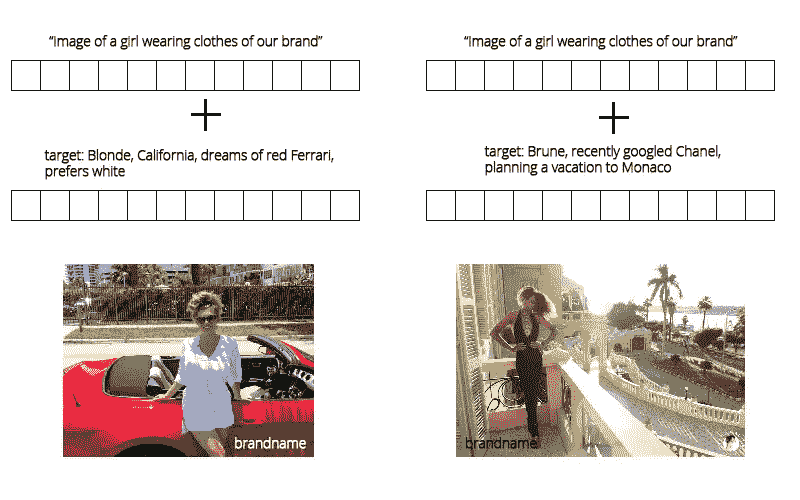 "Image of a girl wearing clothes of our brand"
target: Blonde, California, dreams of red Ferrari,
prefers white
brandname
"Image of a girl wearing clothes of our brand"
target: Brune, recently googled Chanel,
planning a vacation to Monaco
brandname